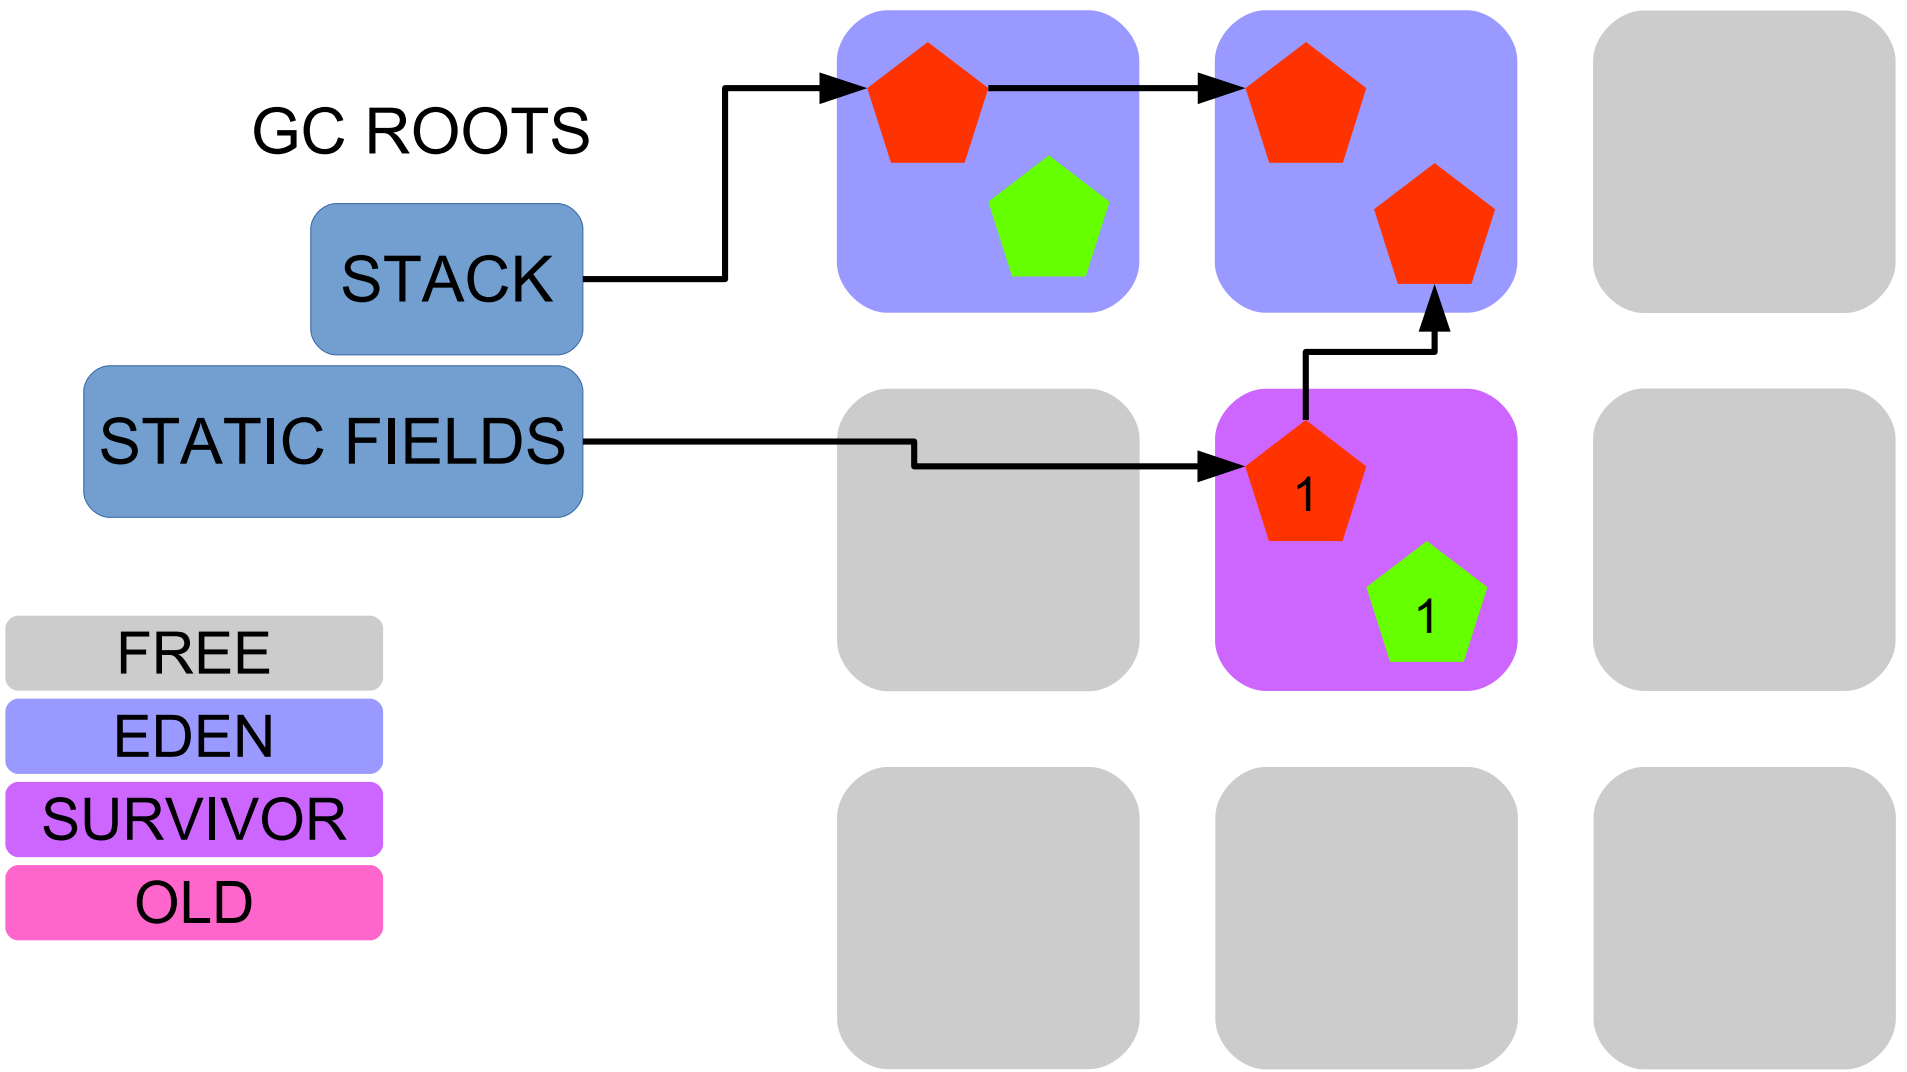 GC ROOTS
STACK
STATIC FIELDS
1
1
FREE
EDEN
SURVIVOR
OLD